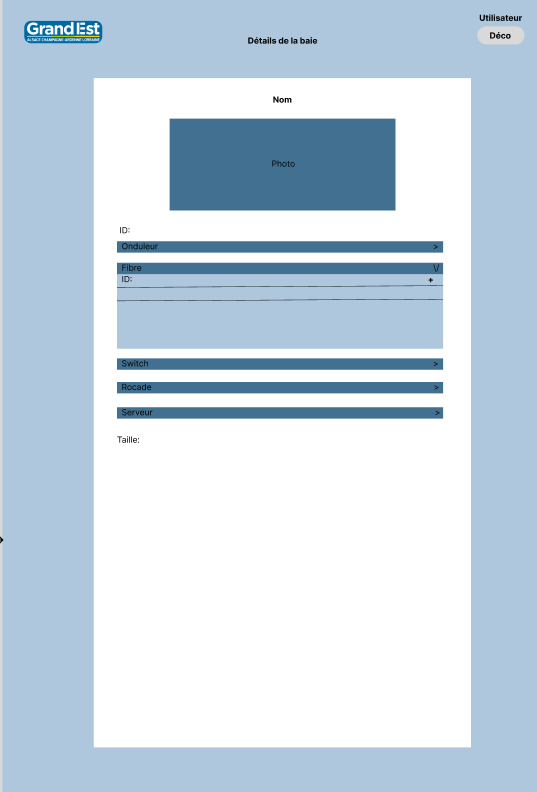 Utilisateur
Grand Est
ALSACE CHAMPAGNE-ARDENNE LORRAINE
Déco
Détails de la baie
Nom
Photo
ID:
Onduleur >
Fibre \/
ID: +
Switch >
Rocade >
Serveur >
Taille: